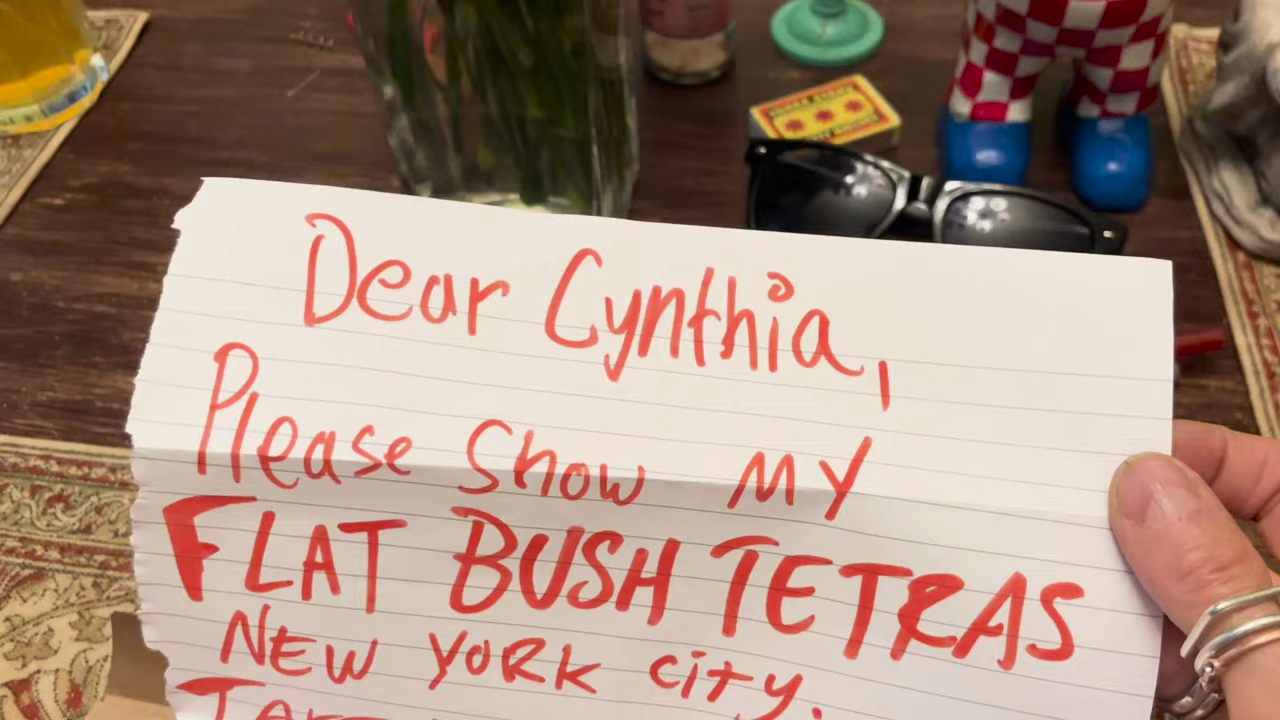 Dear Cynthia,
Please Show MY
FLAT BUSH TETRAS
NEW YORK City.